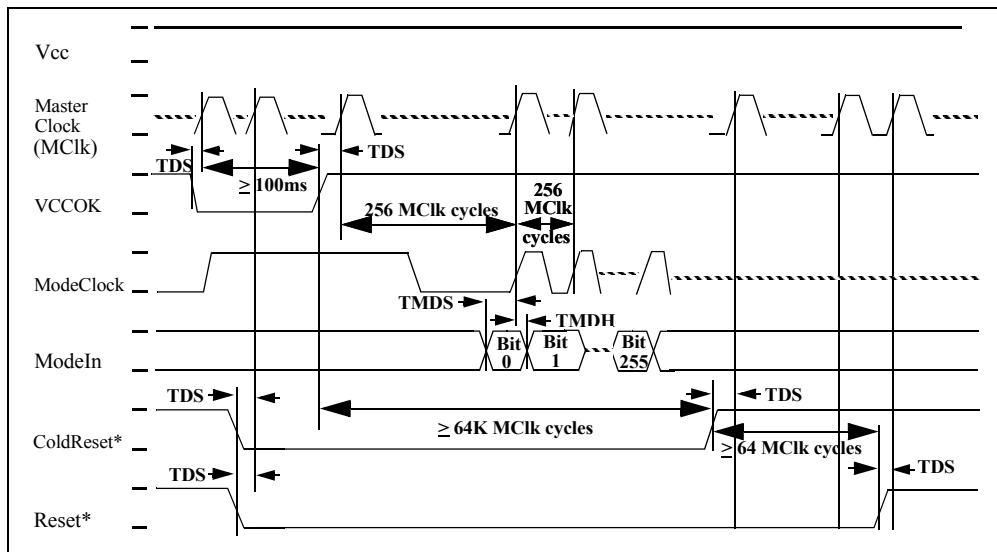 Vcc
Master
Clock
(MClk)
TDS
TDS
≥ 100ms
VCCOK
256 MClk cycles
256
MClk
cycles
ModeClock
TMDS
TMDH
ModeIn
Bit
0
Bit
1
Bit
255
TDS
TDS
ColdReset*
≥ 64K MClk cycles
≥ 64 MClk cycles
TDS
TDS
Reset*